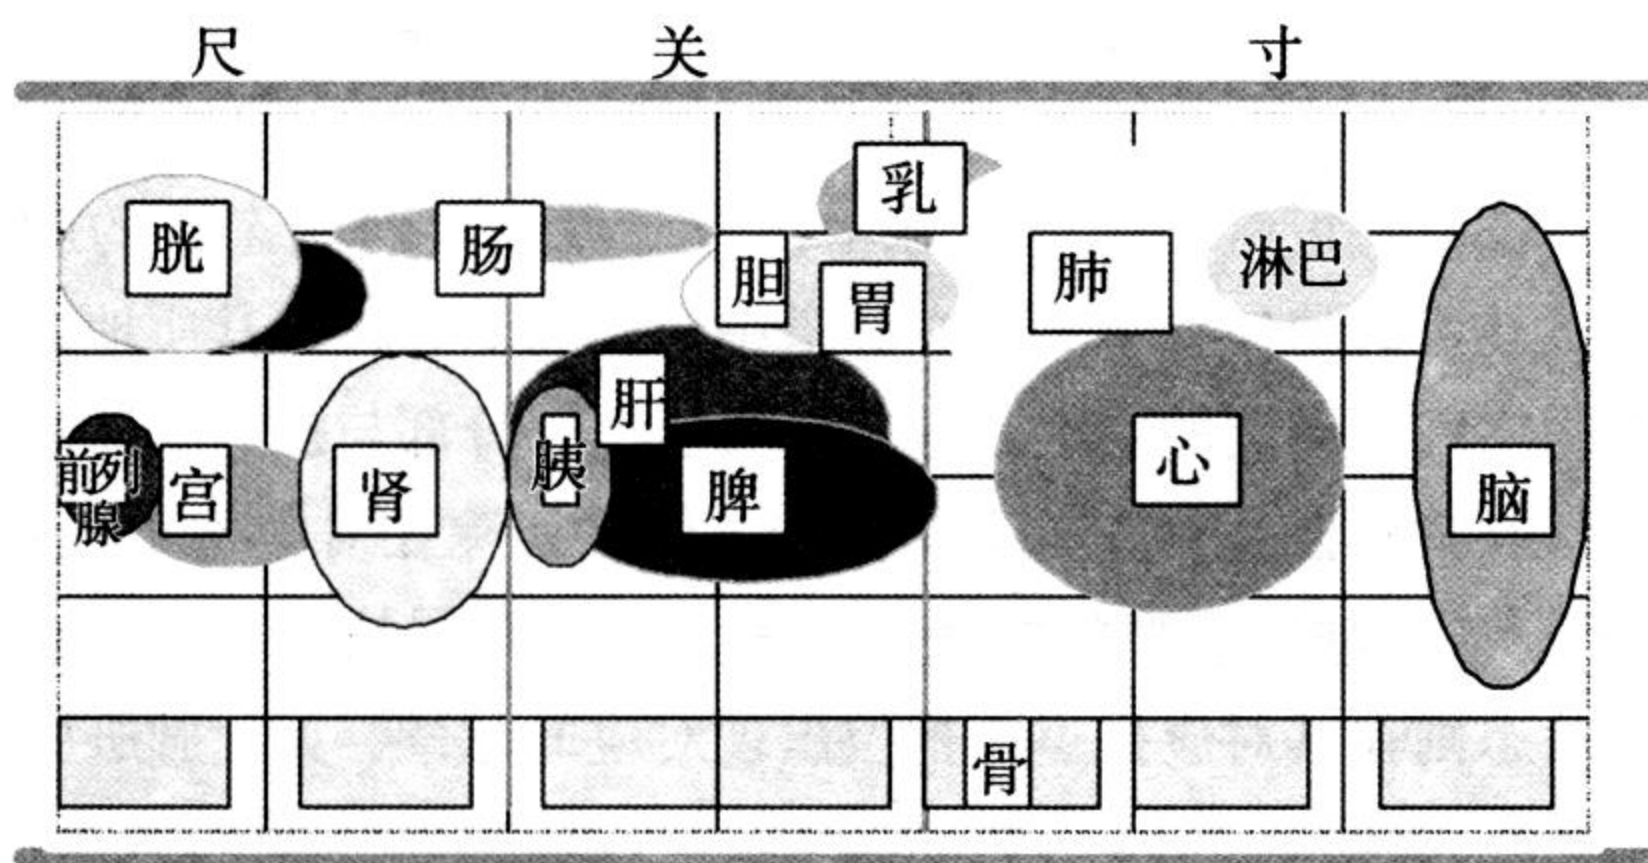 尺 关 寸
乳
胱 肠 胆 胃 肺 淋巴
肝
前列腺 宫 肾 胰 脾 心 脑
骨